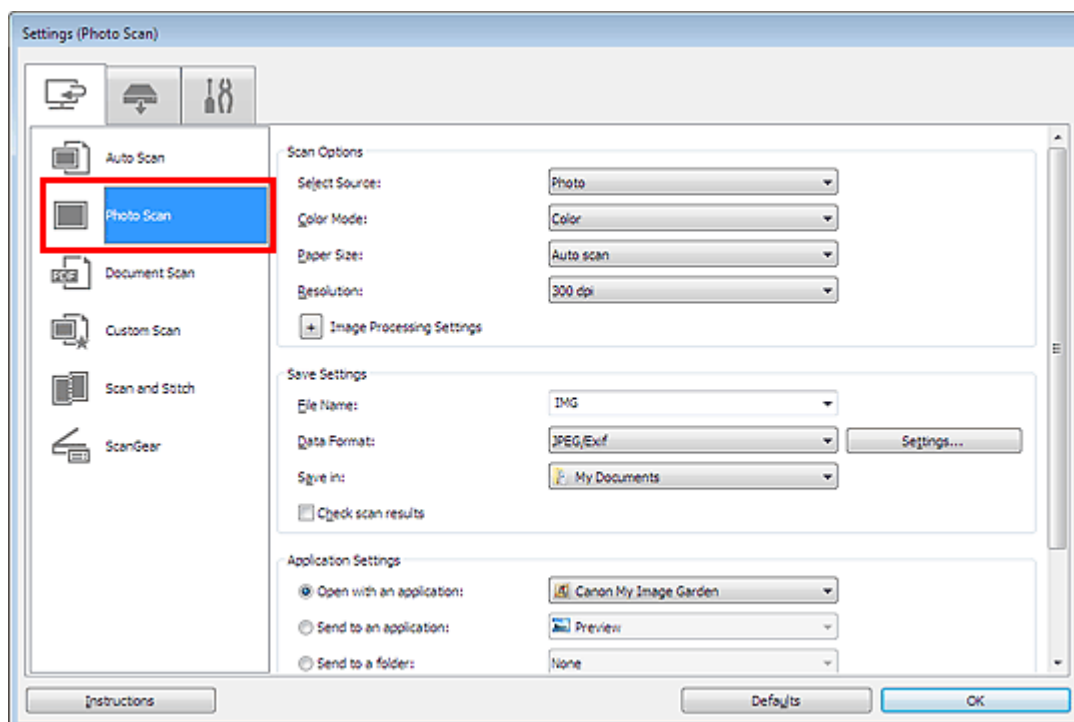 Settings (Photo Scan)
Auto Scan
Photo Scan
PDF
Document Scan
Custom Scan
Scan and Stitch
ScanGear
Scan Options
Select Source: Photo
Color Mode: Color
Paper Size: Auto scan
Resolution: 300 dpi
+ Image Processing Settings
Save Settings
File Name: IMG
Data Format: JPEG/Exif Settings...
Save in: My Documents
Check scan results
Application Settings
Open with an application: Canon My Image Garden
Send to an application: Preview
Send to a folder: None
Instructions Defaults OK